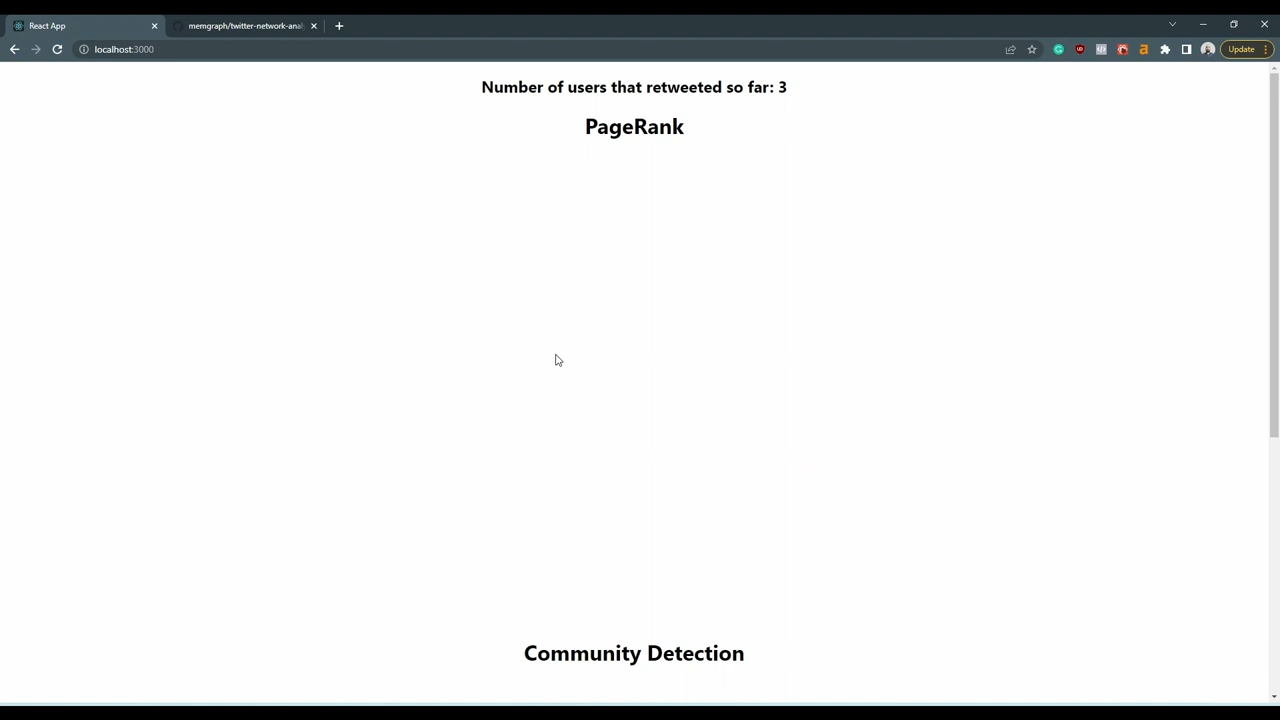 React App
memgraph/twitter-network-anal
localhost:3000
Update
Number of users that retweeted so far: 3
PageRank
Community Detection